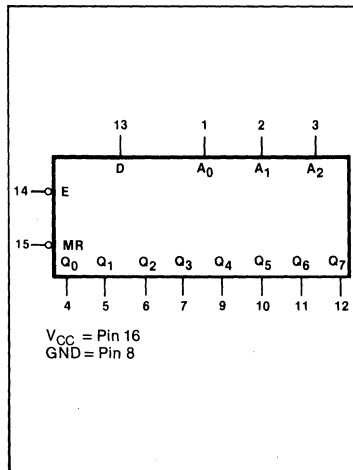 13 1 2 3
D A0 A1 A2
14 E
15 MR
Q0 Q1 Q2 Q3 Q4 Q5 Q6 Q7
4 5 6 7 9 10 11 12
VCC = Pin 16
GND = Pin 8